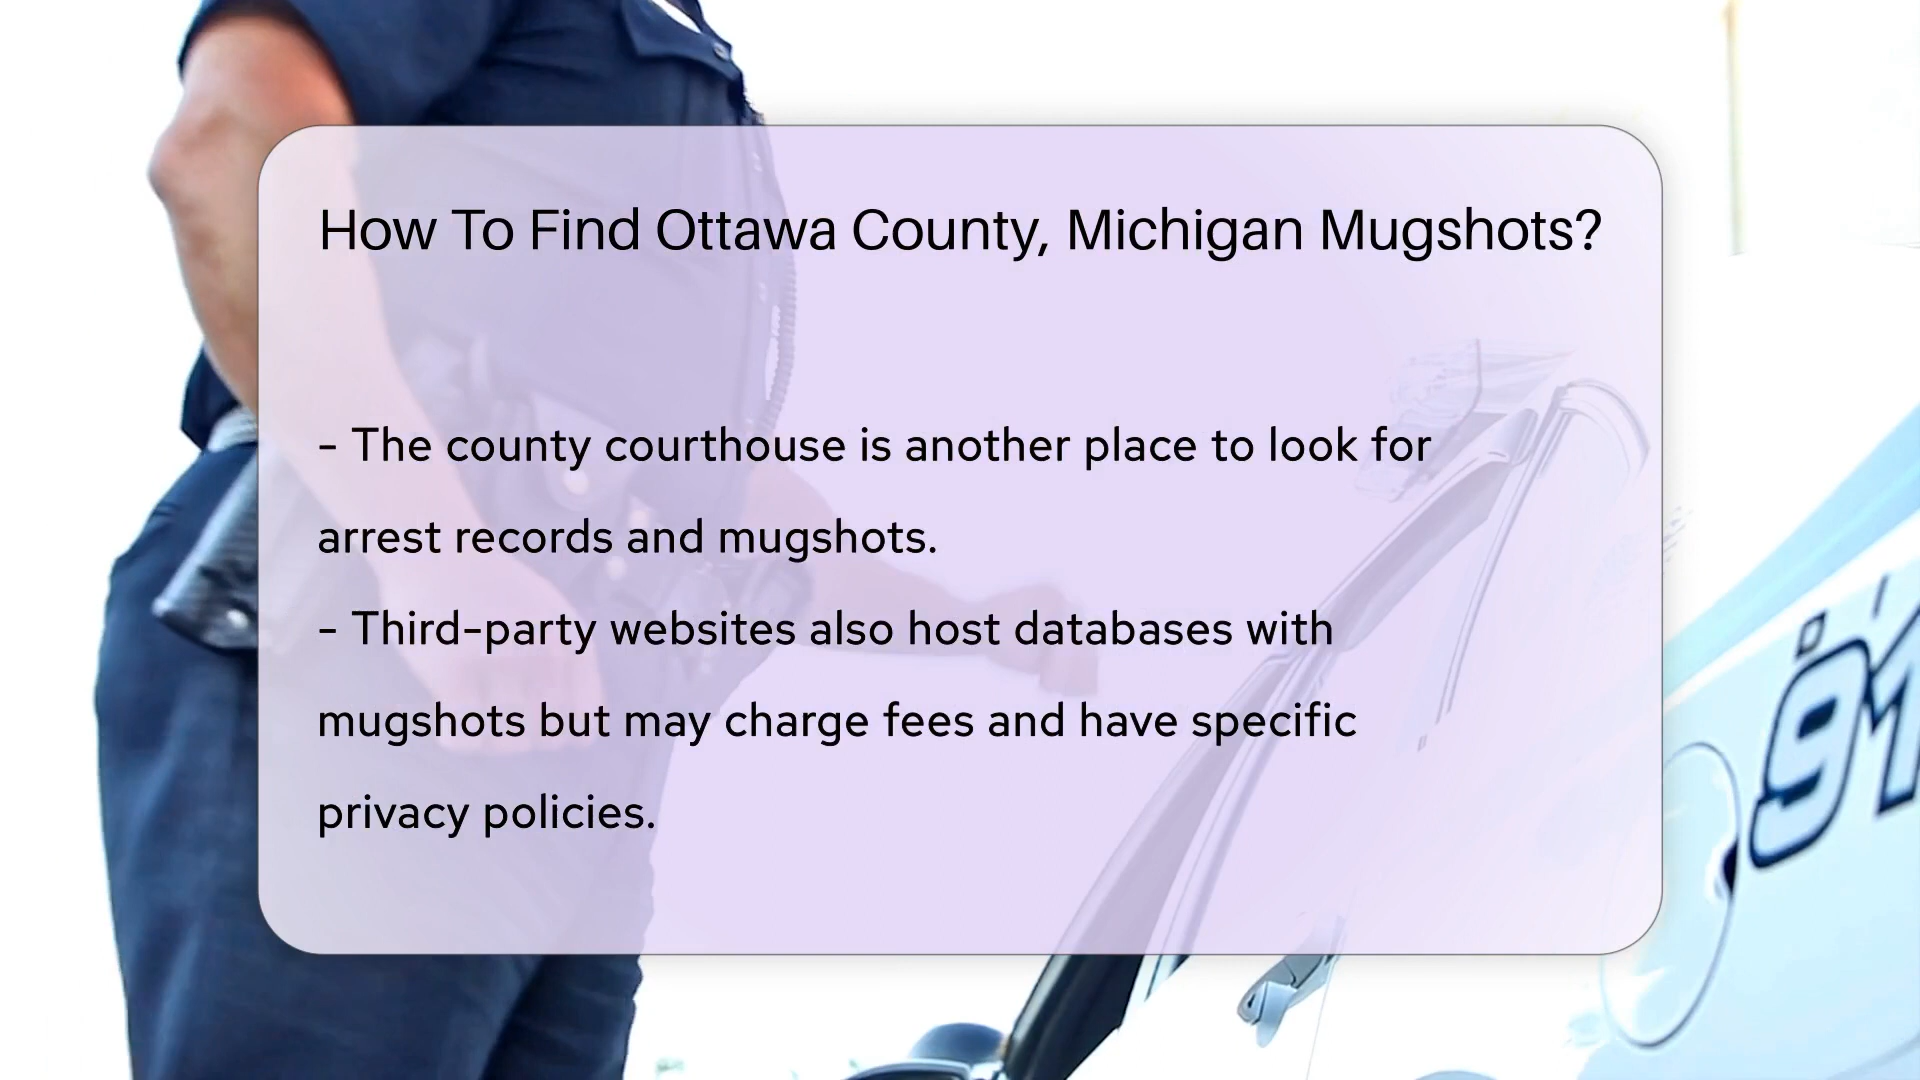 How To Find Ottawa County, Michigan Mugshots?
- The county courthouse is another place to look for
arrest records and mugshots.
- Third-party websites also host databases with
mugshots but may charge fees and have specific
privacy policies.
91